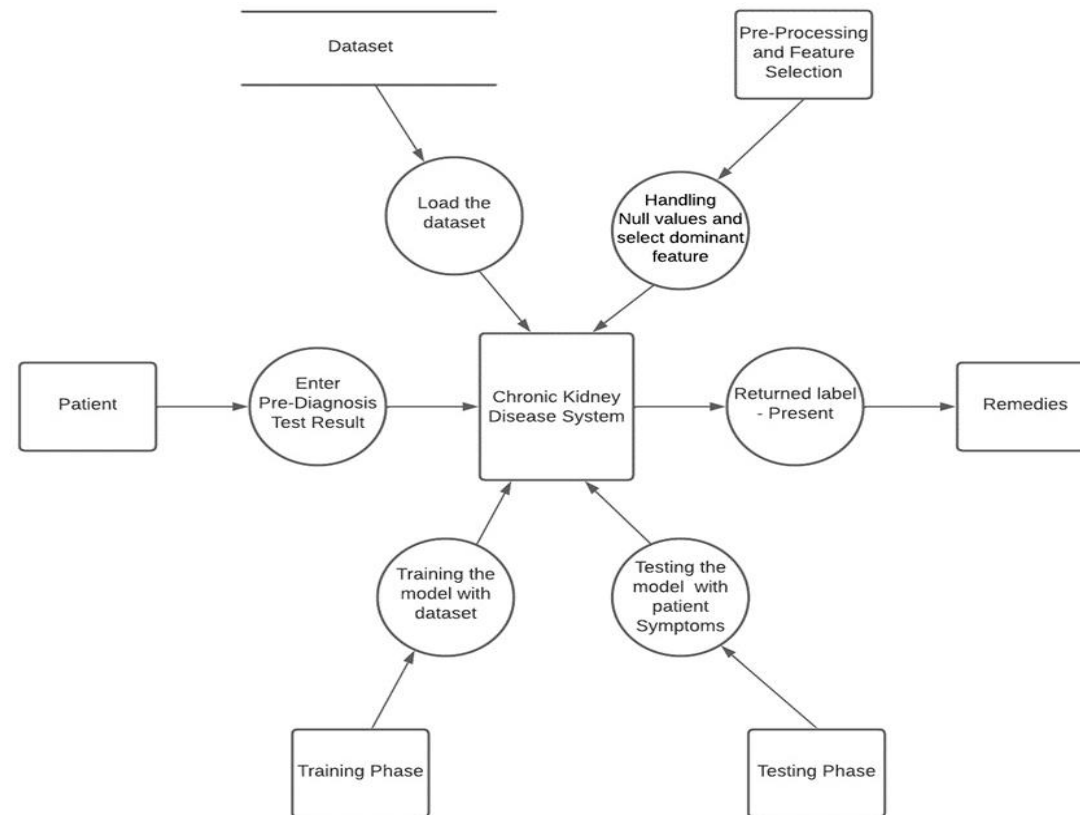 Dataset
Pre-Processing
and Feature
Selection
Load the
dataset
Handling
Null values and
select dominant
feature
Patient
Enter
Pre-Diagnosis
Test Result
Chronic Kidney
Disease System
Returned label
- Present
Remedies
Training the
model with
dataset
Testing the
model with
patient
Symptoms
Training Phase
Testing Phase